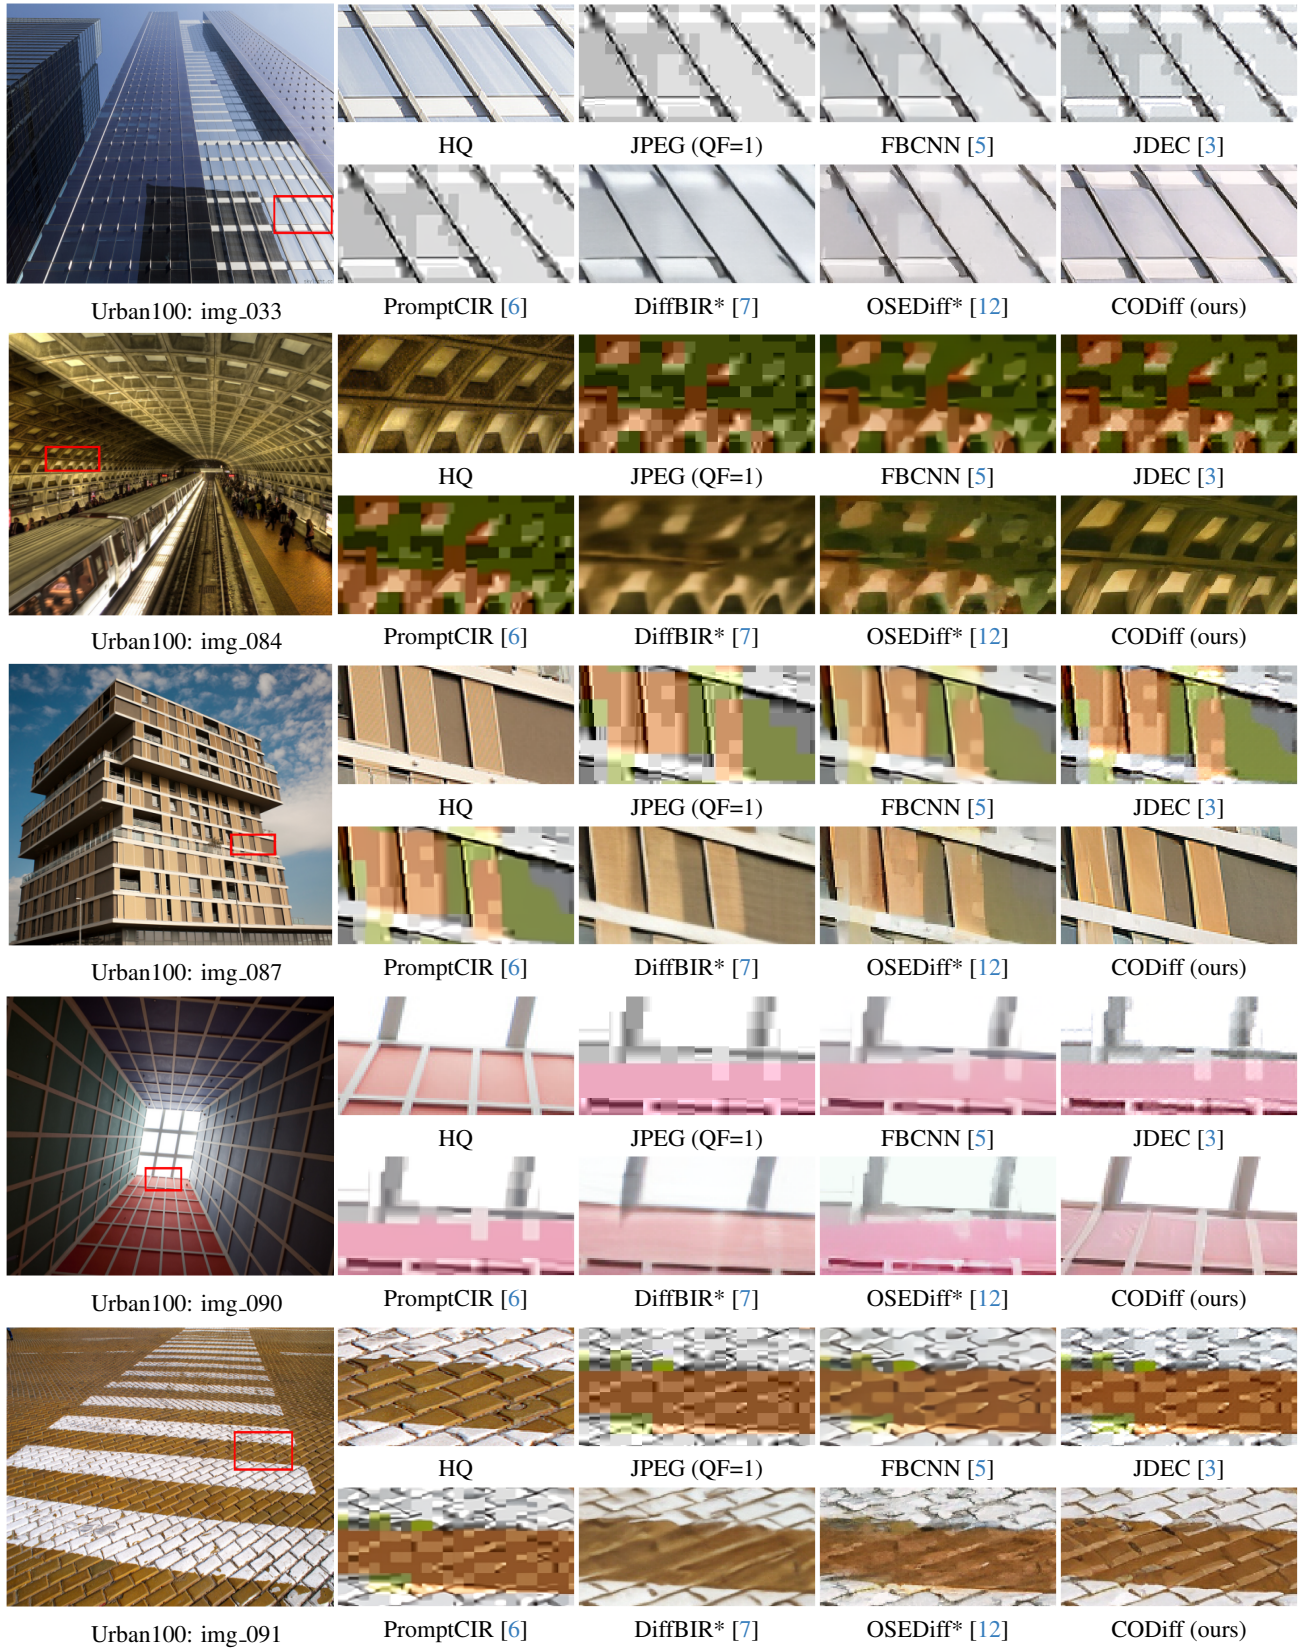 HQ JPEG (QF=1) FBCNN [5] JDEC [3]
PromptCIR [6] DiffBIR* [7] OSEDiff* [12] CODiff (ours)
Urban100: img_033
HQ JPEG (QF=1) FBCNN [5] JDEC [3]
PromptCIR [6] DiffBIR* [7] OSEDiff* [12] CODiff (ours)
Urban100: img_084
HQ JPEG (QF=1) FBCNN [5] JDEC [3]
PromptCIR [6] DiffBIR* [7] OSEDiff* [12] CODiff (ours)
Urban100: img_087
HQ JPEG (QF=1) FBCNN [5] JDEC [3]
PromptCIR [6] DiffBIR* [7] OSEDiff* [12] CODiff (ours)
Urban100: img_090
HQ JPEG (QF=1) FBCNN [5] JDEC [3]
PromptCIR [6] DiffBIR* [7] OSEDiff* [12] CODiff (ours)
Urban100: img_091